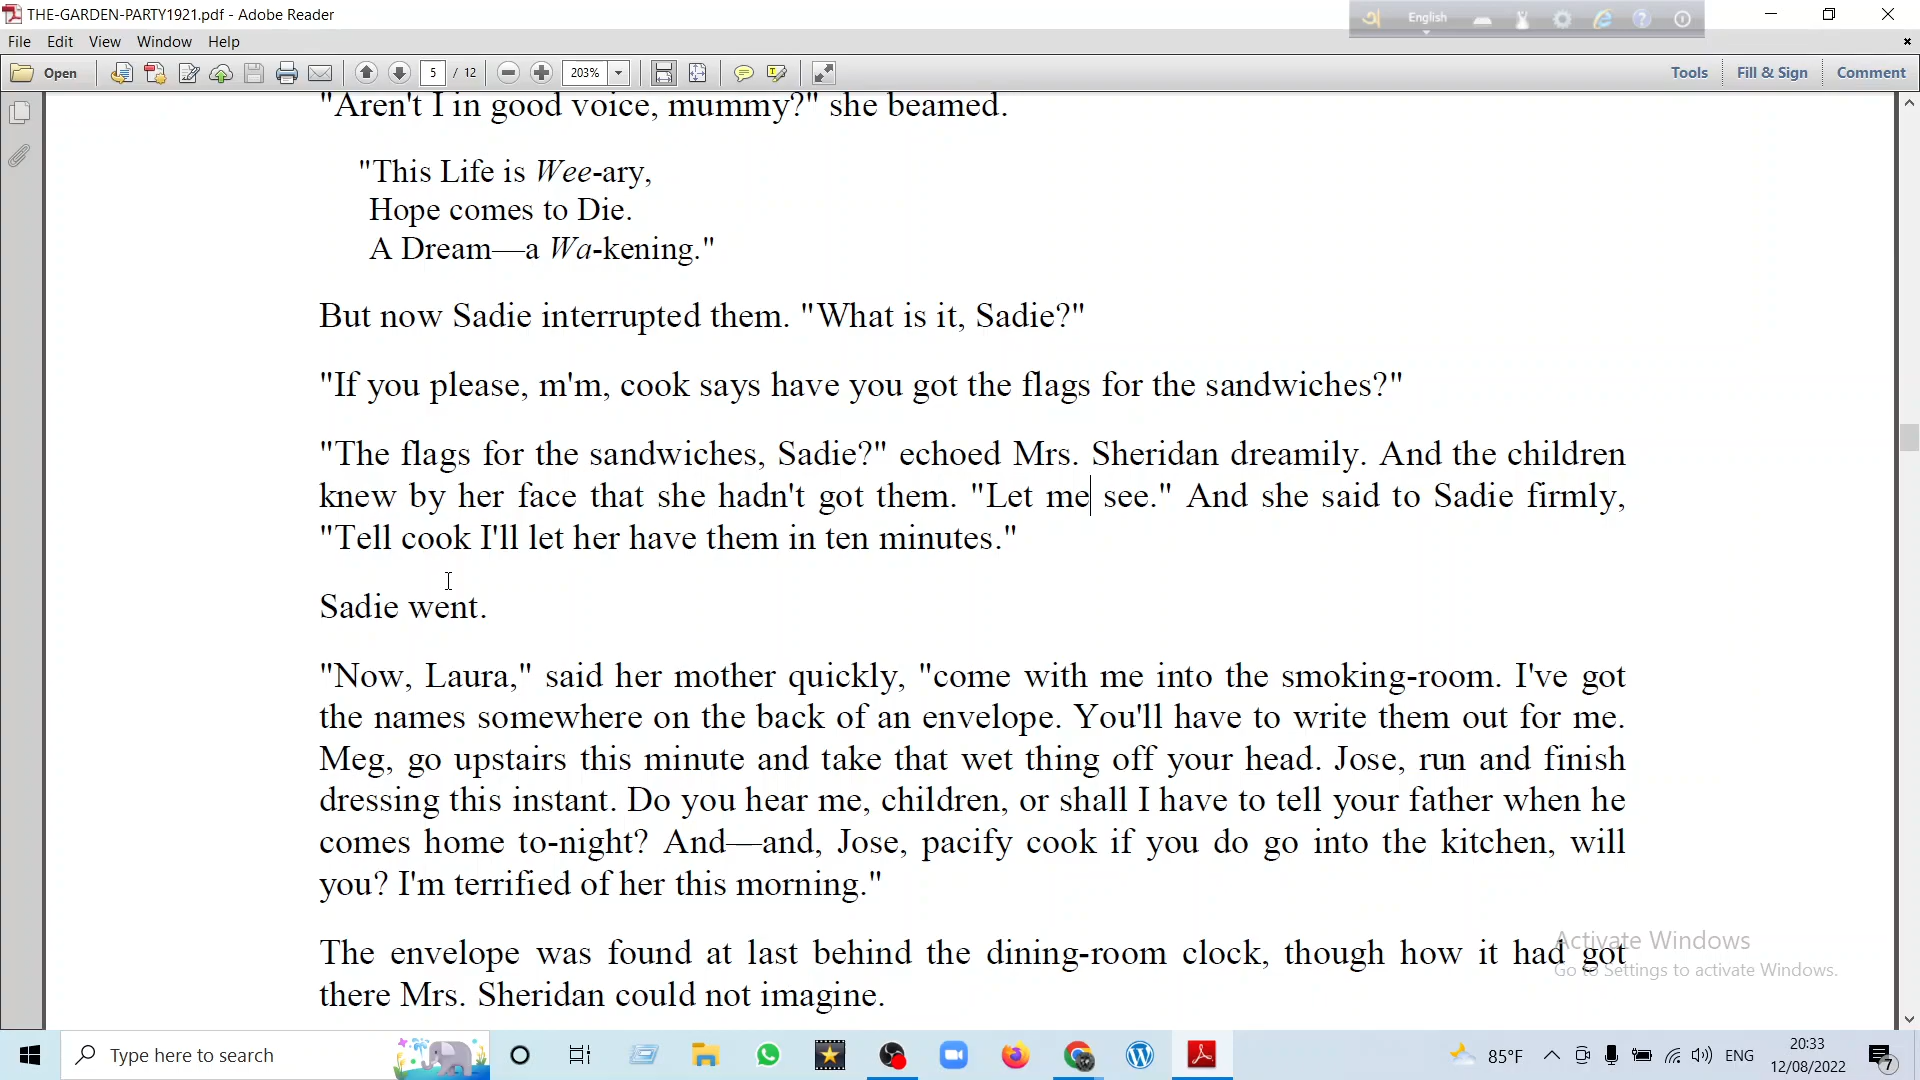 THE-GARDEN-PARTY1921.pdf - Adobe Reader
English
File Edit View Window Help
Open 5 / 12 203% Tools Fill & Sign Comment
"Aren't I in good voice, mummy?" she beamed.
"This Life is Wee-ary,
Hope comes to Die.
A Dream—a Wa-kening."
But now Sadie interrupted them. "What is it, Sadie?"
"If you please, m'm, cook says have you got the flags for the sandwiches?"
"The flags for the sandwiches, Sadie?" echoed Mrs. Sheridan dreamily. And the children
knew by her face that she hadn't got them. "Let me see." And she said to Sadie firmly,
"Tell cook I'll let her have them in ten minutes."
Sadie went.
"Now, Laura," said her mother quickly, "come with me into the smoking-room. I've got
the names somewhere on the back of an envelope. You'll have to write them out for me.
Meg, go upstairs this minute and take that wet thing off your head. Jose, run and finish
dressing this instant. Do you hear me, children, or shall I have to tell your father when he
comes home to-night? And—and, Jose, pacify cook if you do go into the kitchen, will
you? I'm terrified of her this morning."
The envelope was found at last behind the dining-room clock, though how it had got
there Mrs. Sheridan could not imagine.
Activate Windows
Go to Settings to activate Windows.
Type here to search
85°F ENG
20:33
12/08/2022
7